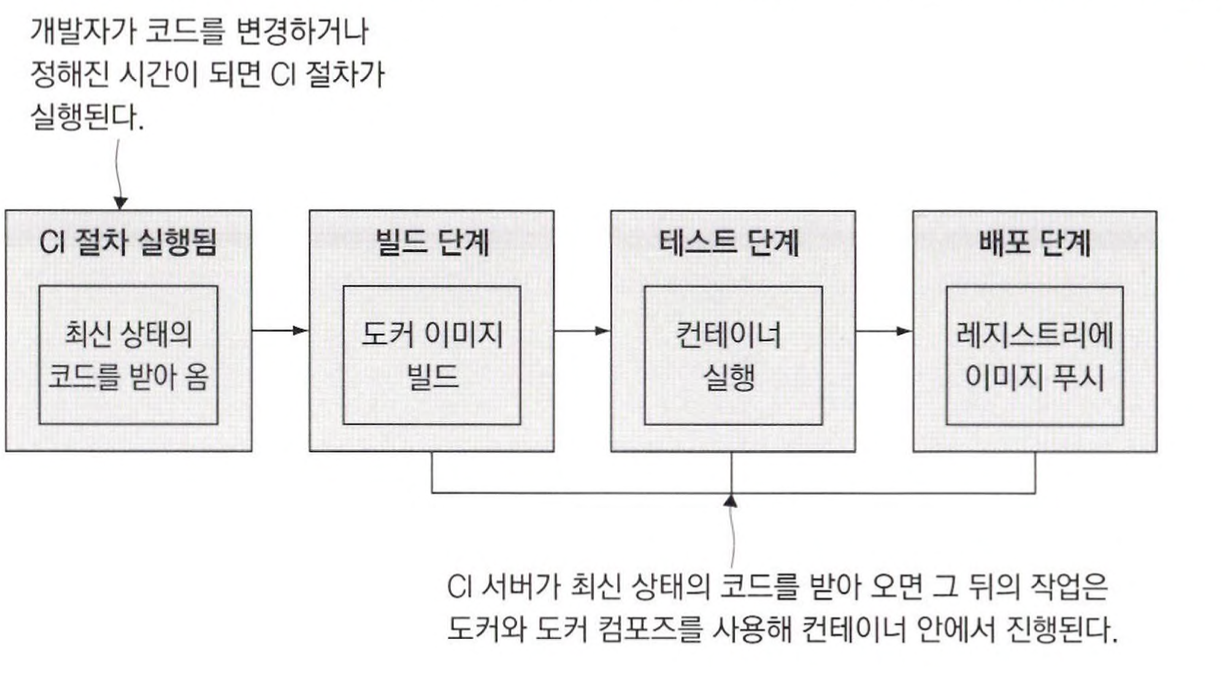 개발자가 코드를 변경하거나
정해진 시간이 되면 CI 절차가
실행된다.
CI 절차 실행됨
최신 상태의
코드를 받아 옴
빌드 단계
도커 이미지
빌드
테스트 단계
컨테이너
실행
배포 단계
레지스트리에
이미지 푸시
CI 서버가 최신 상태의 코드를 받아 오면 그 뒤의 작업은
도커와 도커 컴포즈를 사용해 컨테이너 안에서 진행된다.